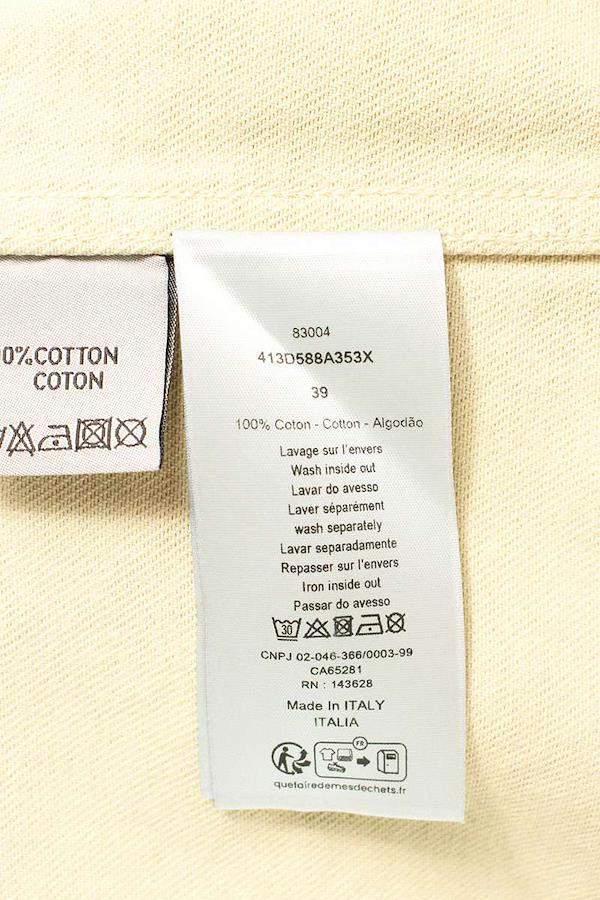 0%COTTON
COTON
83004
413D588A353X
39
100% Coton - Cotton - Algodão
Lavage sur l'envers
Wash inside out
Lavar do avesso
Laver séparément
wash separately
Lavar separadamente
Repasser sur l'envers
Iron inside out
Passar do avesso
30
CNPJ 02-046-366/0003-99
CA65281
RN : 143628
Made In ITALY
ITALIA
FR
quefairedemesdechets.fr